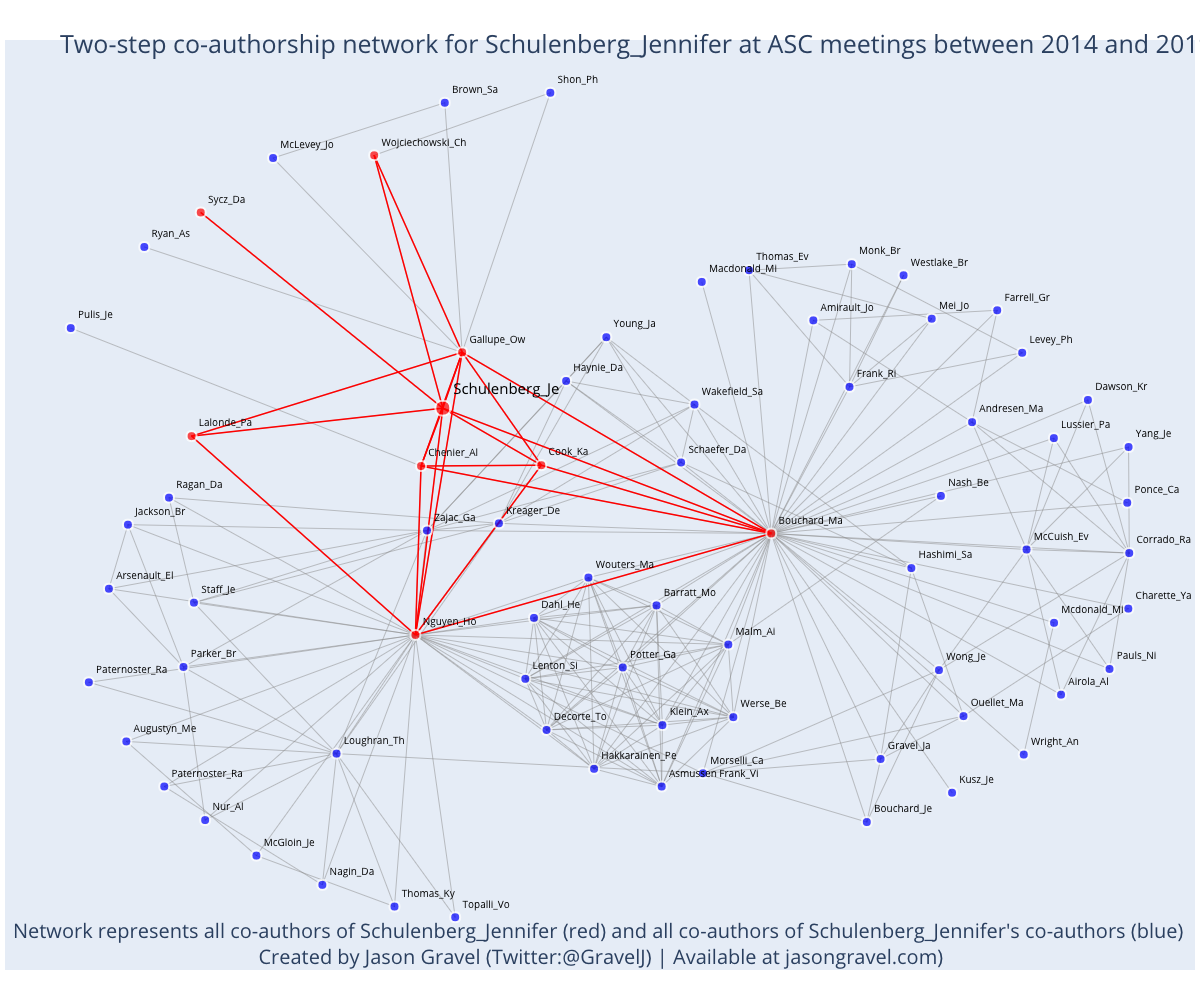 Two-step co-authorship network for Schulenberg_Jennifer at ASC meetings between 2014 and 201
Shon_Ph
Brown_Sa
McLevey_Jo
Wojciechowski_Ch
Sycz_Da
Ryan_As
Monk_Br
Thomas_Ev
Westlake_Br
Macdonald_Mi
Farrell_Gr
Amirault_Jo
Mei_Jo
Pulis_Je
Young_Ja
Gallupe_Ow
Levey_Ph
Haynie_Da
Frank_Ri
Schulenberg_Je
Wakefield_Sa
Dawson_Kr
Andresen_Ma
Lalonde_Pa
Lussier_Pa
Yang_Je
Chenier_Al
Cook_Ka
Schaefer_Da
Ragan_Da
Nash_Be
Ponce_Ca
Jackson_Br
Zajac_Ga
Kreager_De
Bouchard_Ma
McCuish_Ev
Corrado_Ra
Hashimi_Sa
Wouters_Ma
Arsenault_El
Staff_Je
Dahl_He
Barratt_Mo
Charette_Ya
Mcdonald_Mi
Nguyen_Ho
Malm_Ai
Parker_Br
Potter_Ga
Wong_Je
Pauls_Ni
Paternoster_Ra
Lenton_Si
Airola_Al
Ouellet_Ma
Werse_Be
Klein_Ax
Decorte_To
Augustyn_Me
Loughran_Th
Gravel_Ja
Wright_An
Hakkarainen_Pe
Morselli_Ca
Paternoster_Ra
Asmussen Frank_Vi
Kusz_Je
Nur_Al
Bouchard_Je
McGloin_Je
Nagin_Da
Thomas_Ky
Topalli_Vo
Network represents all co-authors of Schulenberg_Jennifer (red) and all co-authors of Schulenberg_Jennifer's co-authors (blue)
Created by Jason Gravel (Twitter:@GravelJ) | Available at jasongravel.com)